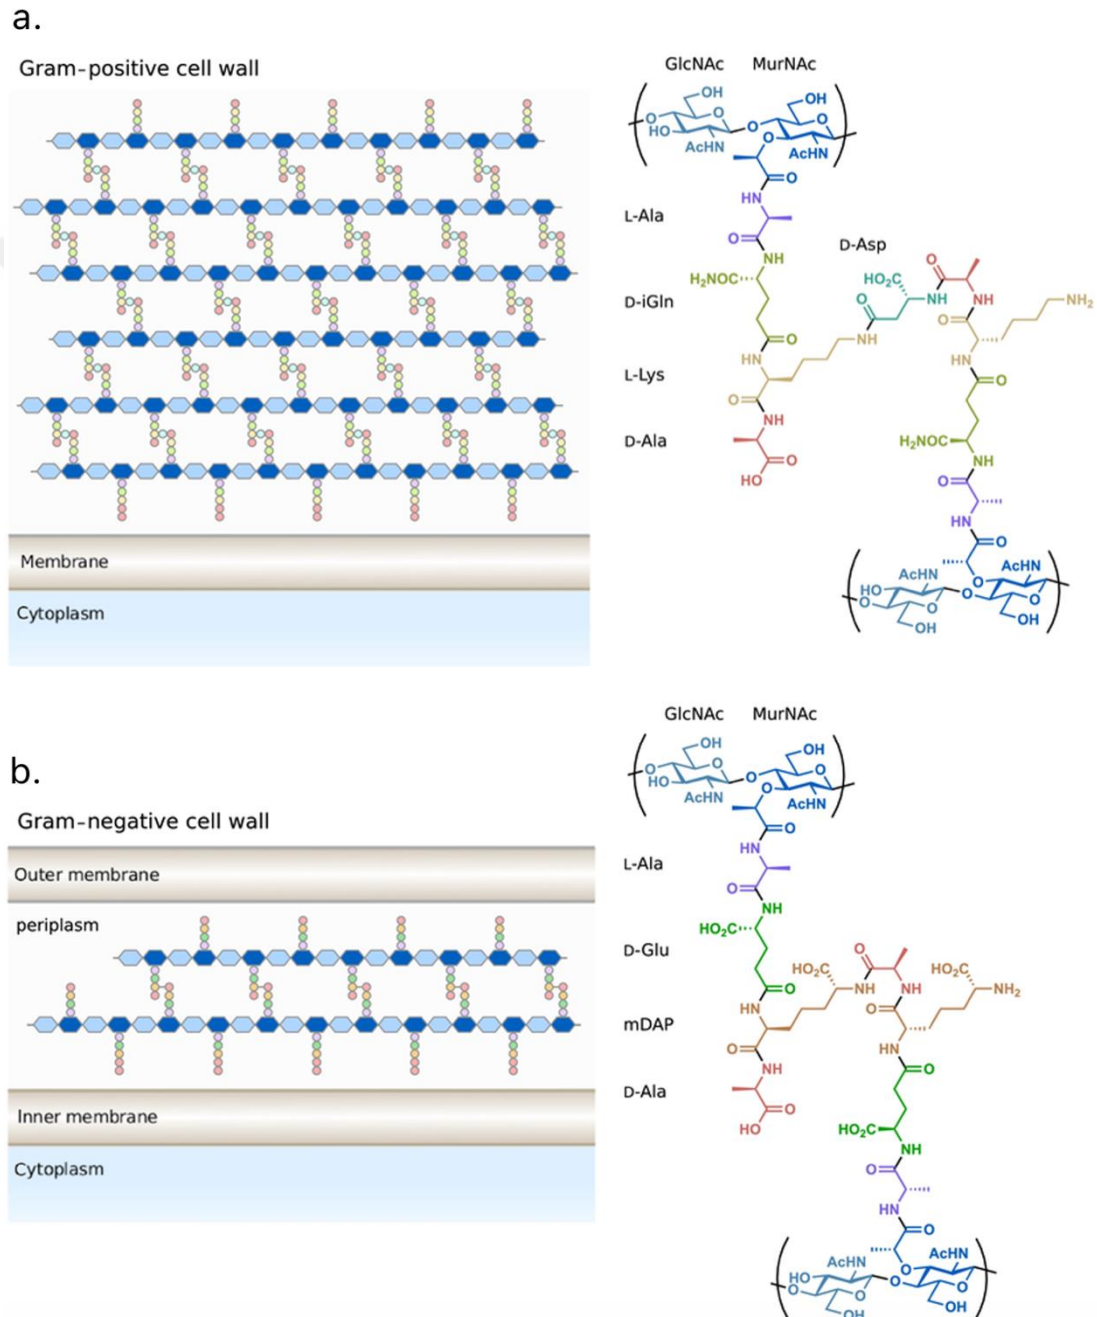 a.
Gram-positive cell wall
Membrane
Cytoplasm
GlcNAc MurNAc
OH
OH
O
O
O
HO
O
AcHN
O
AcHN
O
HN
L-Ala
O
NH
H₂NOC
D-iGln
O
HN
L-Lys
O
NH
D-Ala
O
HO
D-Asp
O
HO₂C
O
NH
NH
NH₂
O
NH
HN
O
H₂NOC
NH
O
HN
O
AcHN
AcHN
HO
O
O
O
O
O
OH
OH
b.
Gram-negative cell wall
Outer membrane
periplasm
Inner membrane
Cytoplasm
GlcNAc MurNAc
OH
OH
O
O
O
HO
O
AcHN
O
AcHN
O
HN
L-Ala
O
NH
HO₂C
D-Glu
O
HN
mDAP
O
NH
D-Ala
O
HO
O
HO₂C
HO₂C
NH
NH
NH₂
O
HN
O
HO₂C
NH
O
HN
O
AcHN
AcHN
HO
O
O
O
O
O
OH
OH